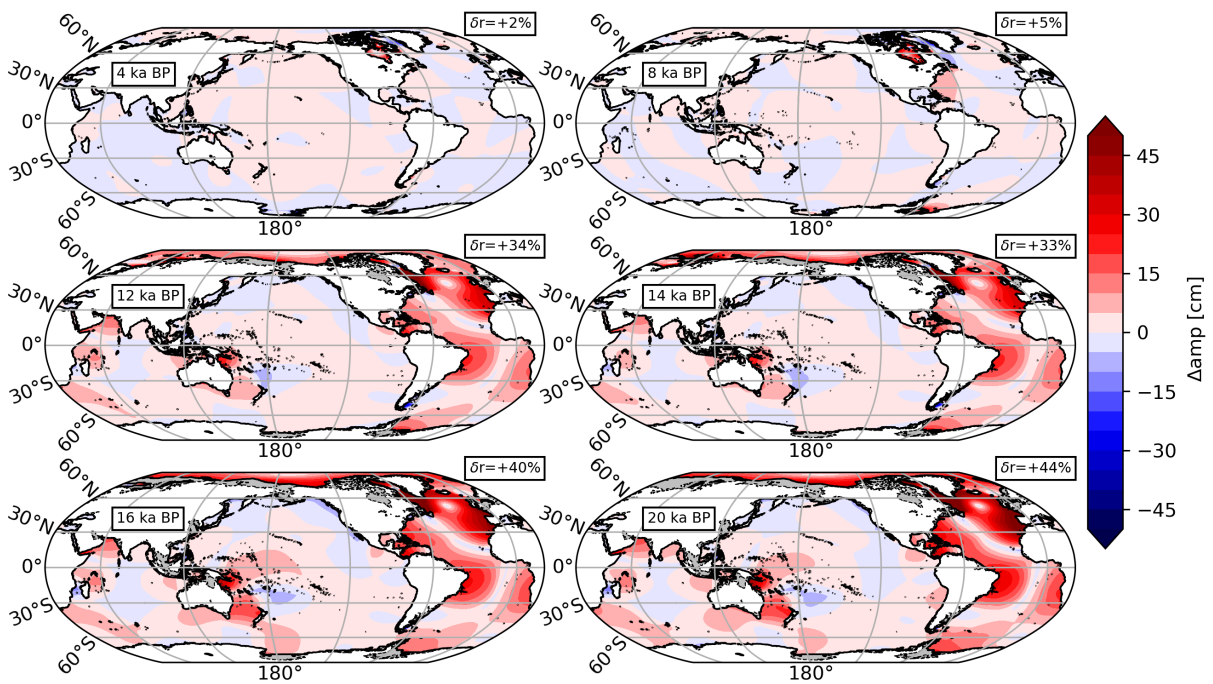 60°N
30°N
0°
30°S
60°S
180°
4 ka BP
δr=+2%
60°N
30°N
0°
30°S
60°S
180°
8 ka BP
δr=+5%
60°N
30°N
0°
30°S
60°S
180°
12 ka BP
δr=+34%
60°N
30°N
0°
30°S
60°S
180°
14 ka BP
δr=+33%
60°N
30°N
0°
30°S
60°S
180°
16 ka BP
δr=+40%
60°N
30°N
0°
30°S
60°S
180°
20 ka BP
δr=+44%
45
30
15
0
−15
−30
−45
Δamp [cm]